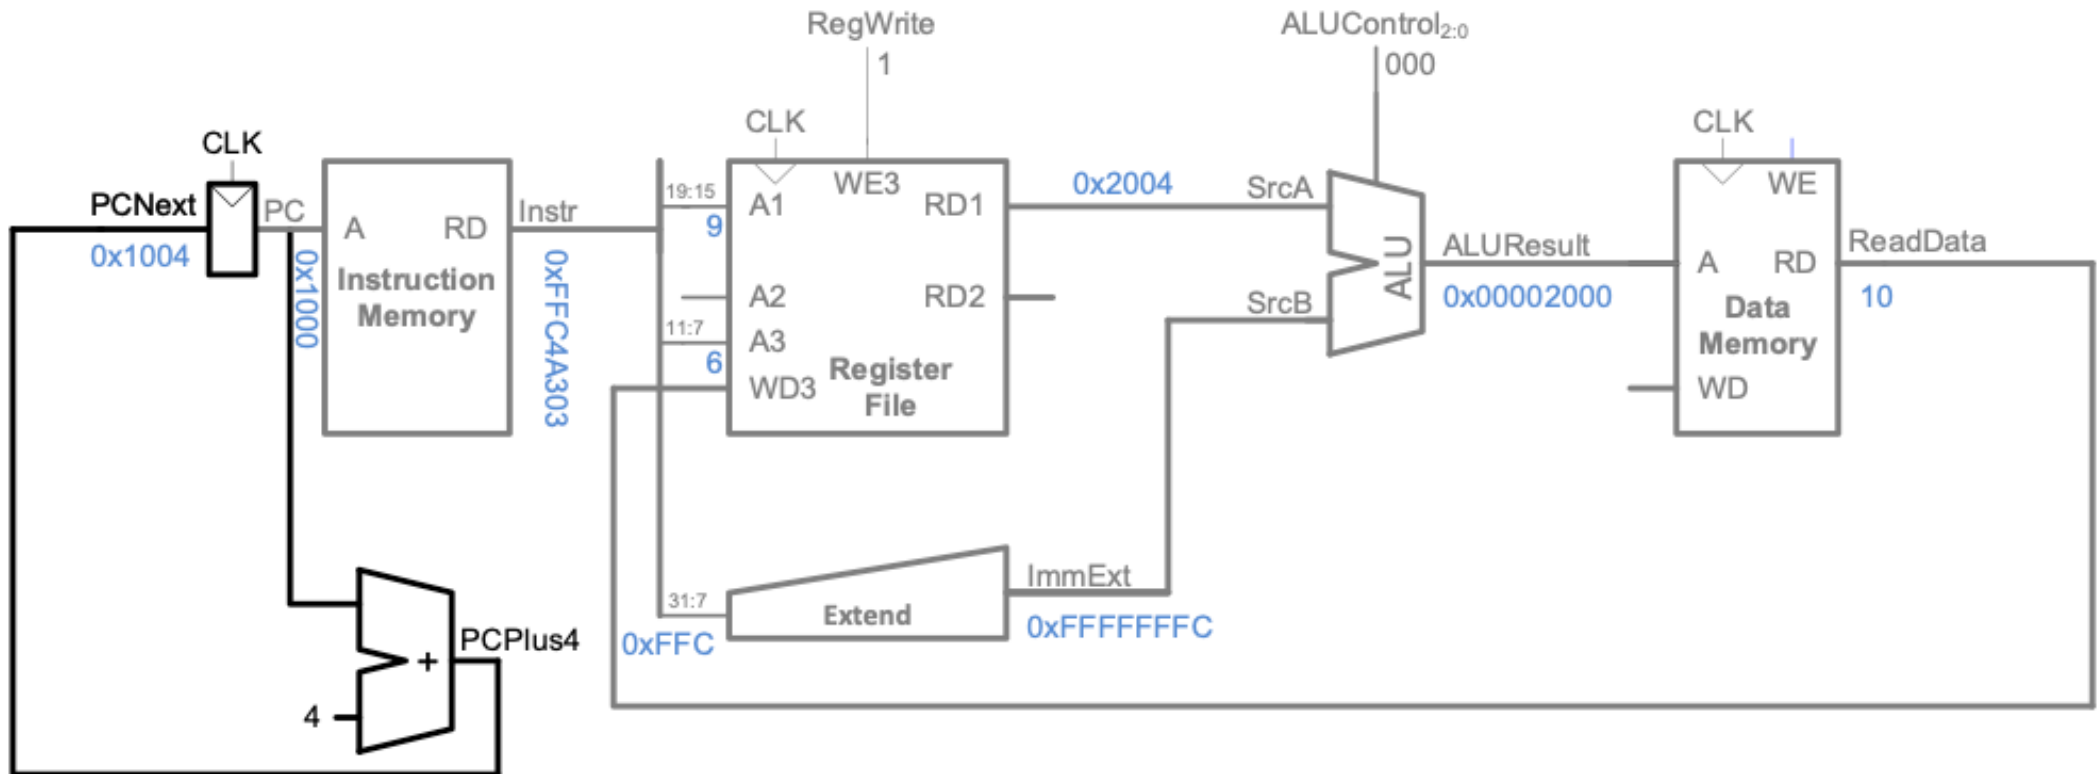 RegWrite
1
ALUControl2:0
000
CLK
CLK
CLK
PCNext
0x1004
PC
0x1000
A
RD
Instruction
Memory
Instr
0xFFC4A303
19:15
9
A1
WE3
RD1
A2
RD2
11:7
6
A3
WD3
Register
File
0x2004
SrcA
SrcB
ALU
ALUResult
0x00002000
WE
A
RD
Data
Memory
WD
ReadData
10
31:7
0xFFC
Extend
ImmExt
0xFFFFFFFC
+
PCPlus4
4